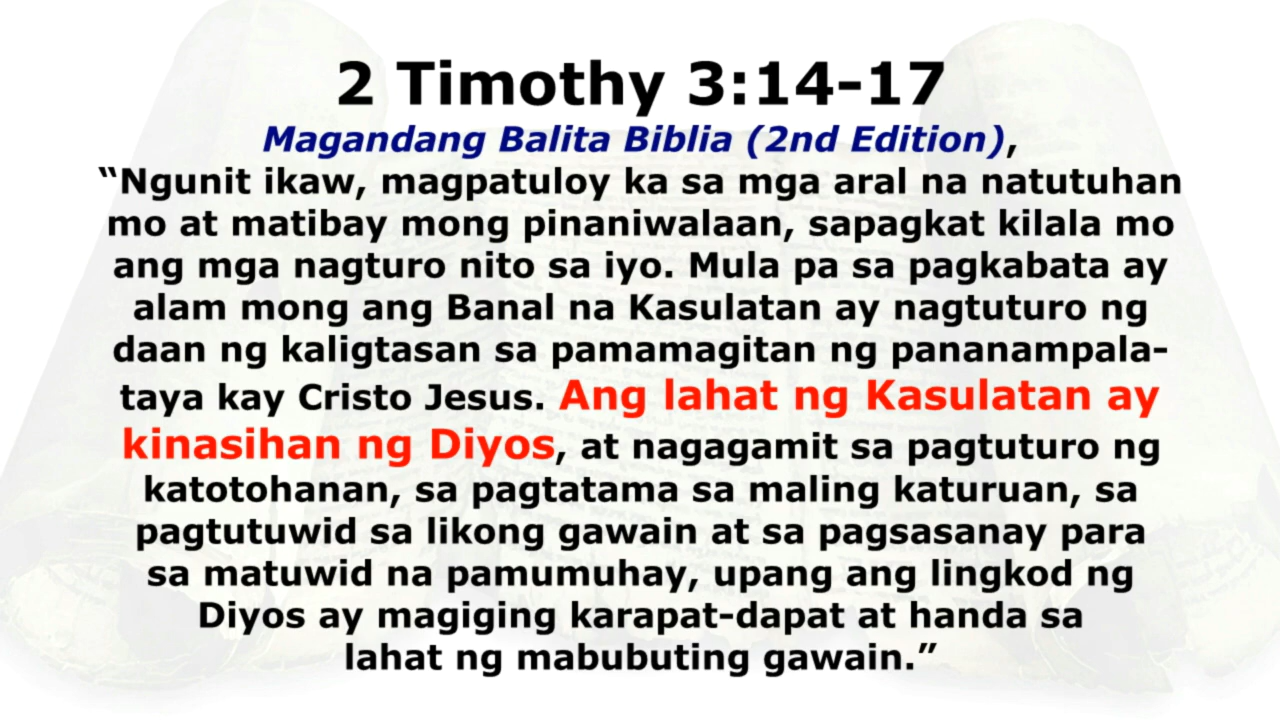 2 Timothy 3:14-17
Magandang Balita Biblia (2nd Edition),
“Ngunit ikaw, magpatuloy ka sa mga aral na natutuhan
mo at matibay mong pinaniwalaan, sapagkat kilala mo
ang mga nagturo nito sa iyo. Mula pa sa pagkabata ay
alam mong ang Banal na Kasulatan ay nagtuturo ng
daan ng kaligtasan sa pamamagitan ng pananampala-
taya kay Cristo Jesus. Ang lahat ng Kasulatan ay
kinasihan ng Diyos, at nagagamit sa pagtuturo ng
katotohanan, sa pagtatama sa maling katuruan, sa
pagtutuwid sa likong gawain at sa pagsasanay para
sa matuwid na pamumuhay, upang ang lingkod ng
Diyos ay magiging karapat-dapat at handa sa
lahat ng mabubuting gawain.”